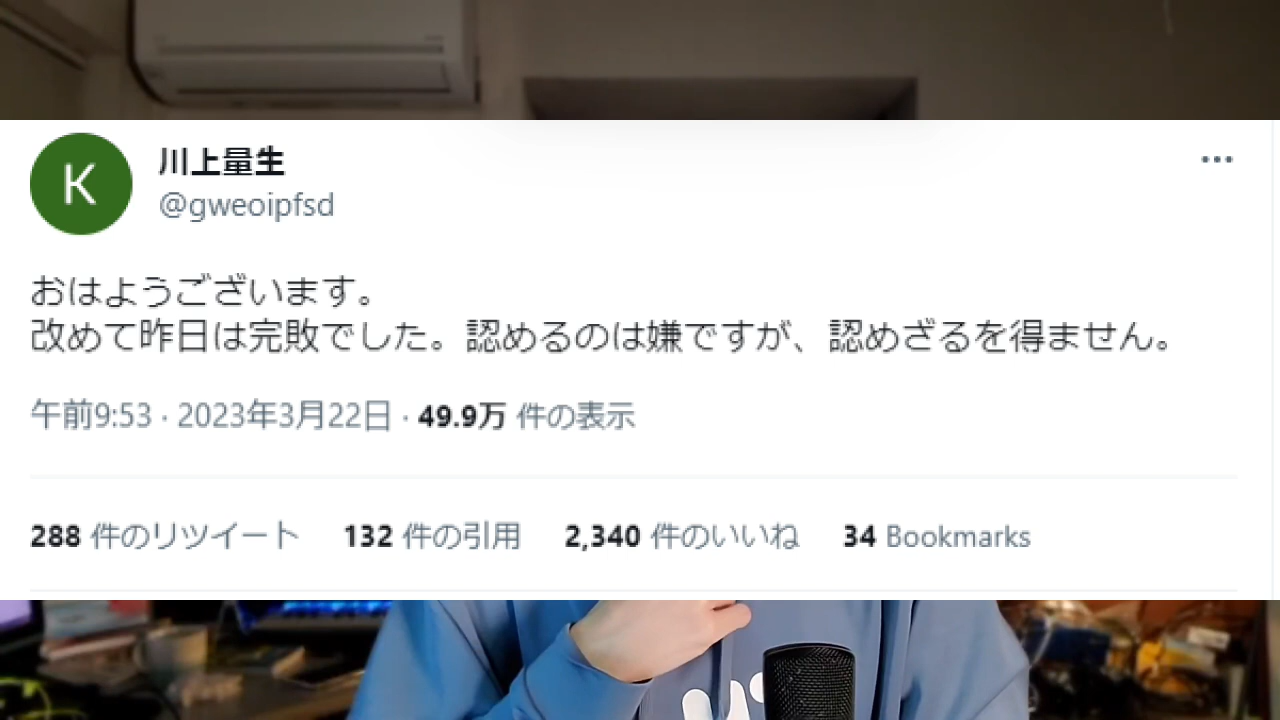 K
川上量生
@gweoipfsd
おはようございます。
改めて昨日は完敗でした。認めるのは嫌ですが、認めざるを得ません。
午前9:53 · 2023年3月22日 · 49.9万 件の表示
288 件のリツイート 132 件の引用 2,340 件のいいね 34 Bookmarks